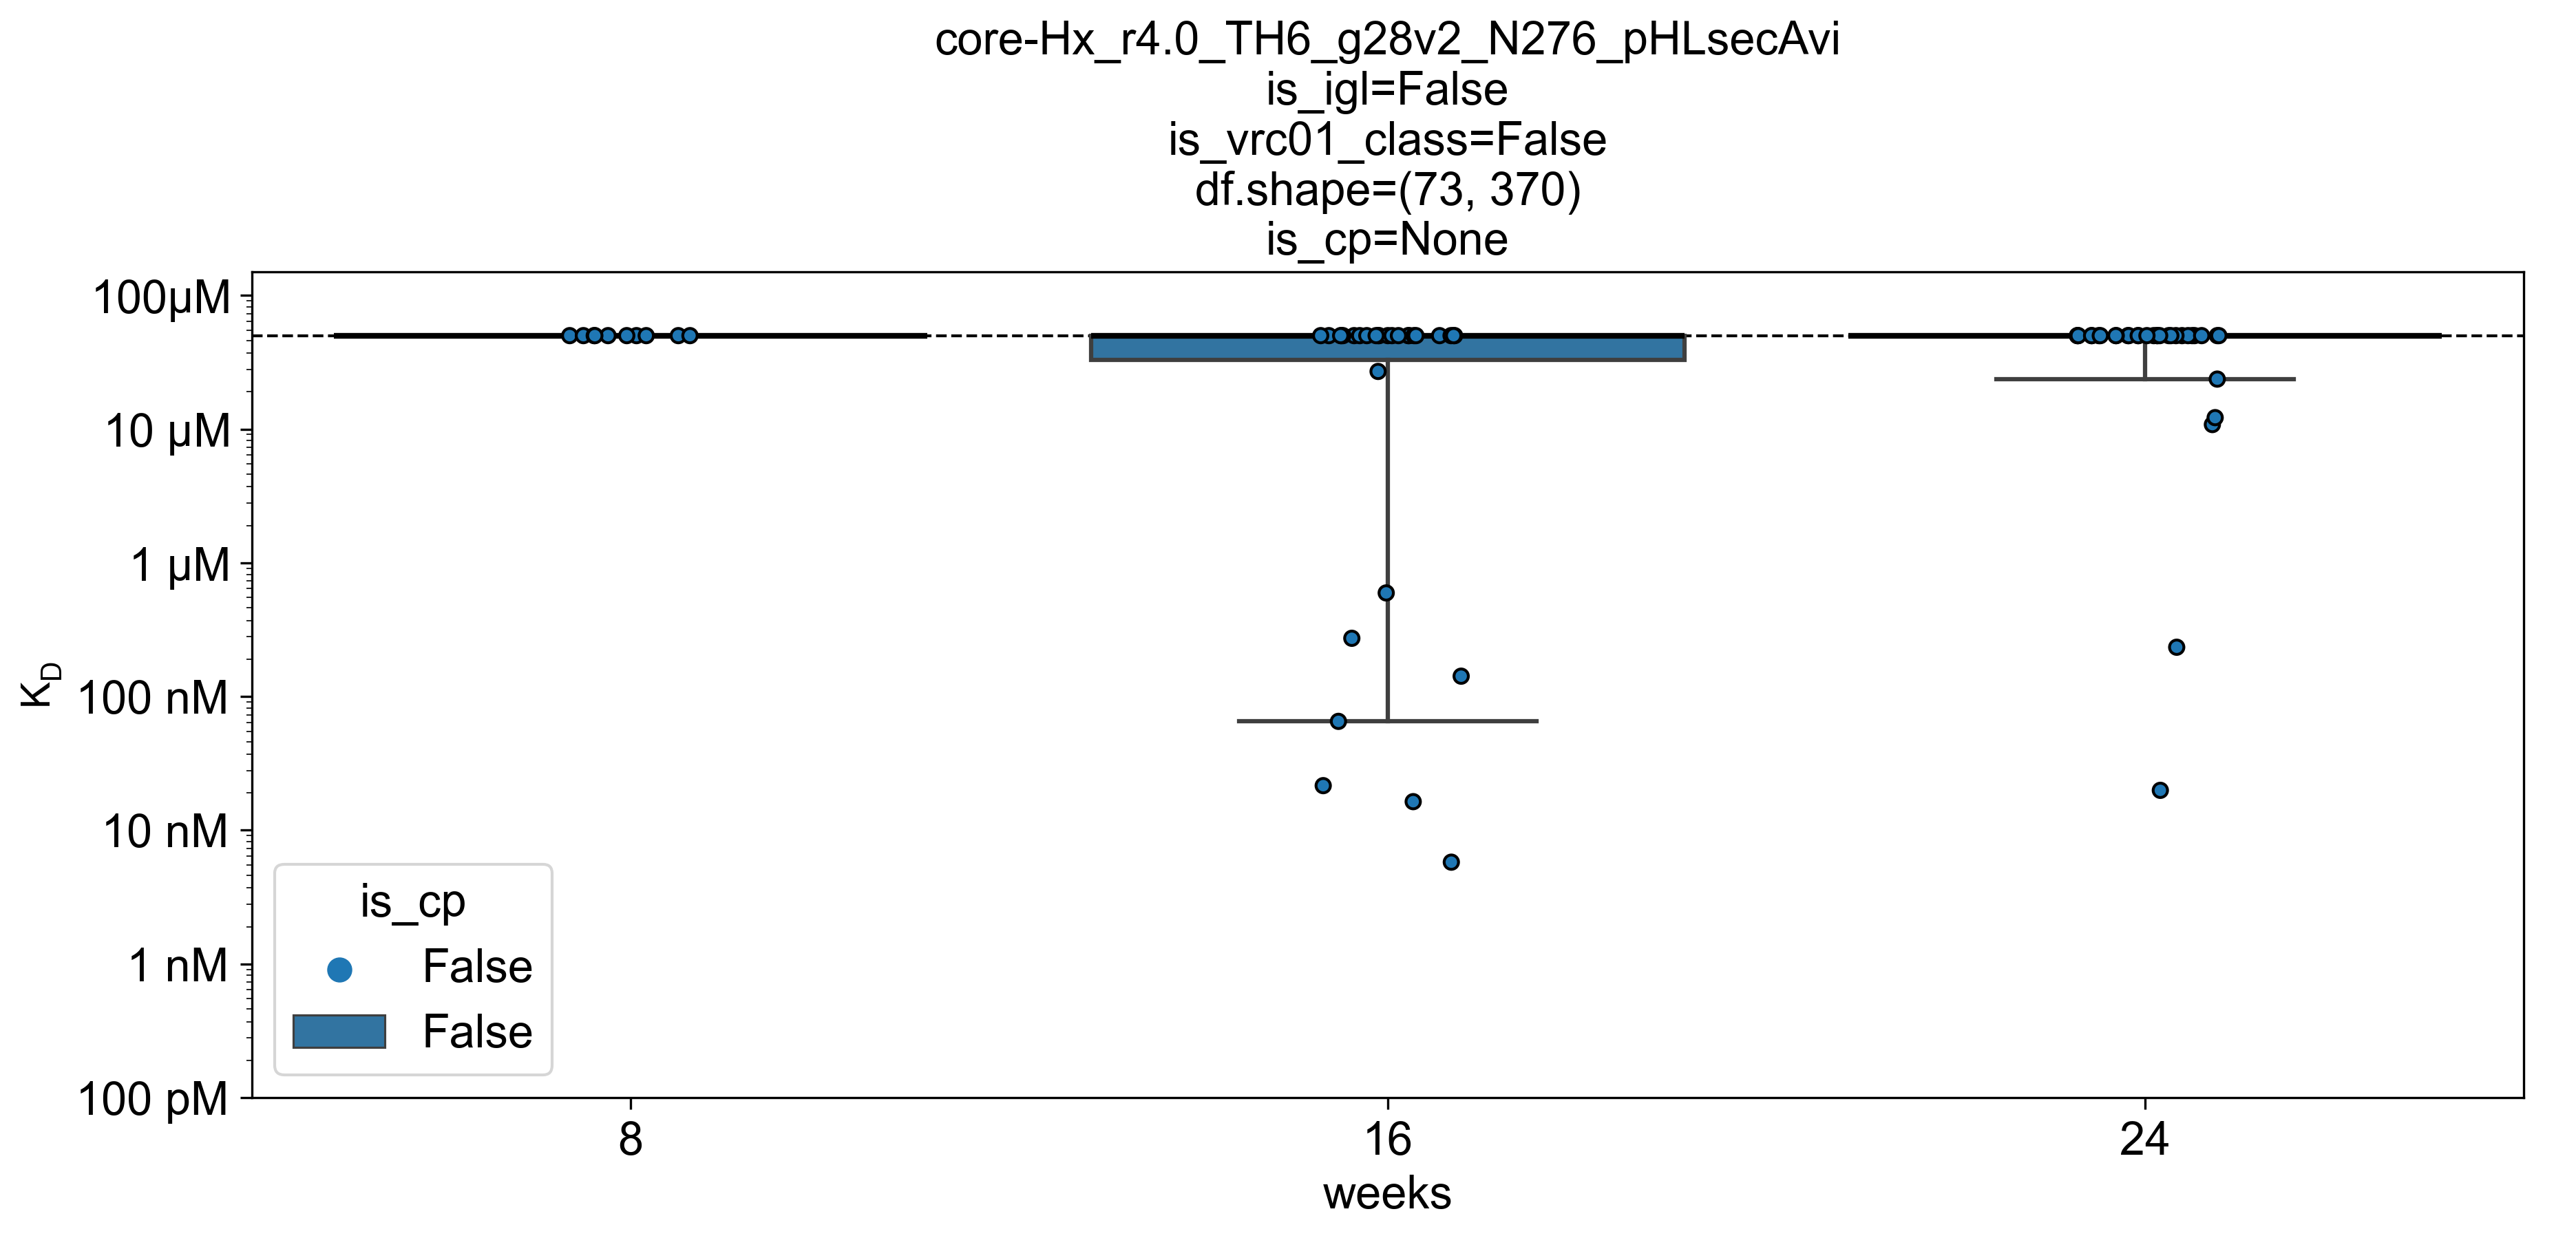 core-Hx_r4.0_TH6_g28v2_N276_pHLsecAvi
is_igl=False
is_vrc01_class=False
df.shape=(73, 370)
is_cp=None
100µM
10 µM
1 µM
100 nM
10 nM
1 nM
100 pM
KD
is_cp
False
False
8
16
24
weeks